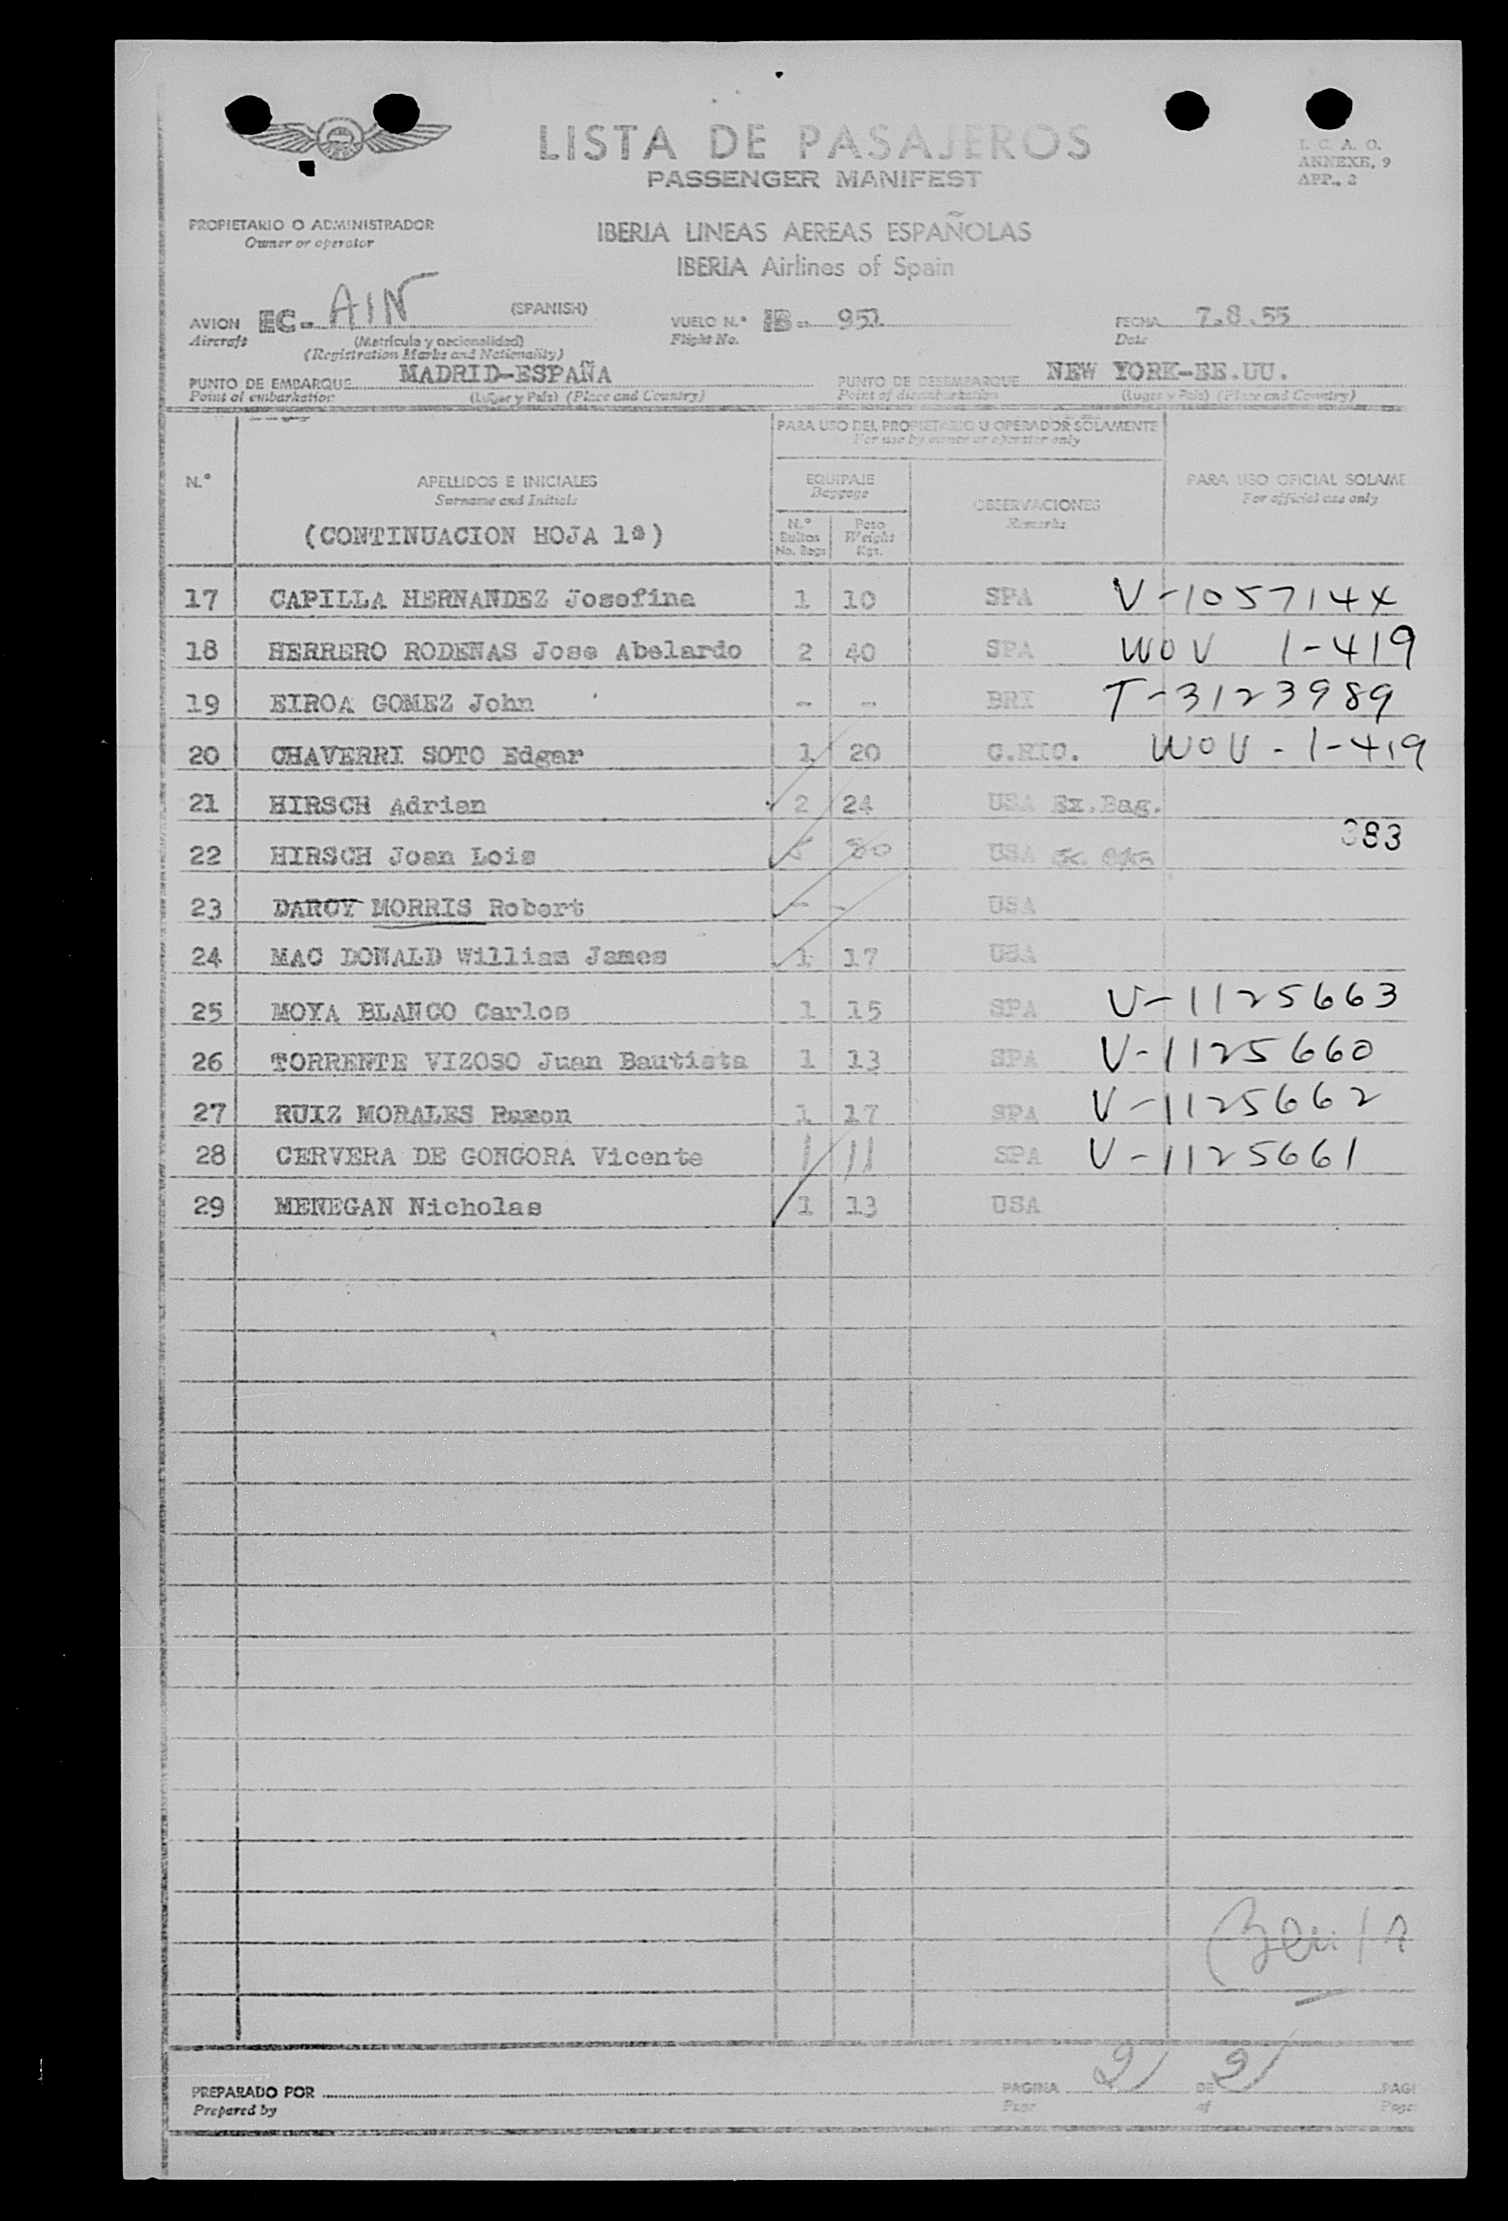 LISTA DE PASAJEROS
PASSENGER MANIFEST
I. C. A. O.
ANNEXE, 9
APP., 2
PROPIETARIO O ADMINISTRADOR
Owner or operator
IBERIA LINEAS AEREAS ESPAÑOLAS
IBERIA Airlines of Spain
AVION EC- AIN (SPANISH) VUELO N.° IB- 951 FECHA 7.8.55
Aircraft (Matrícula y nacionalidad) Flight No. Date
(Registration Marks and Nationality)
PUNTO DE EMBARQUE MADRID-ESPAÑA PUNTO DE DESEMBARQUE NEW YORK-EE.UU.
Point of embarkation (Lugar y País) (Place and Country) Point of disembarkation (Lugar y País) (Place and Country)
PARA USO DEL PROPIETARIO U OPERADOR SOLAMENTE
For use by owner or operator only
N.° APELLIDOS E INICIALES EQUIPAJE PARA USO OFICIAL SOLAME
Surname and Initials Baggage OBSERVACIONES For official use only
Remarks
(CONTINUACION HOJA 1ª) N.° Bultos No. Bags Peso Weight Kgs.
17 CAPILLA HERNANDEZ Josefina 1 10 SPA V-1057144
18 HERRERO RODENAS Jose Abelardo 2 40 SPA WOV 1-419
19 EIROA GOMEZ John - - BRI T-3123989
20 CHAVERRI SOTO Edgar 1 20 C.RIC. WOV - 1-419
21 HIRSCH Adrian 2 24 USA Ex.Bag.
383
22 HIRSCH Joan Lois 5 80 USA
23 DARCY MORRIS Robert - - USA
24 MAC DONALD William James 1 17 USA
25 MOYA BLANCO Carlos 1 15 SPA V-1125663
26 TORRENTE VIZOSO Juan Bautista 1 13 SPA V-1125660
27 RUIZ MORALES Ramon 1 17 SPA V-1125662
28 CERVERA DE GONGORA Vicente 1 11 SPA V-1125661
29 MENEGAN Nicholas 1 13 USA
PREPARADO POR PAGINA 2 DE 2 PAGI
Prepared by Page of Page